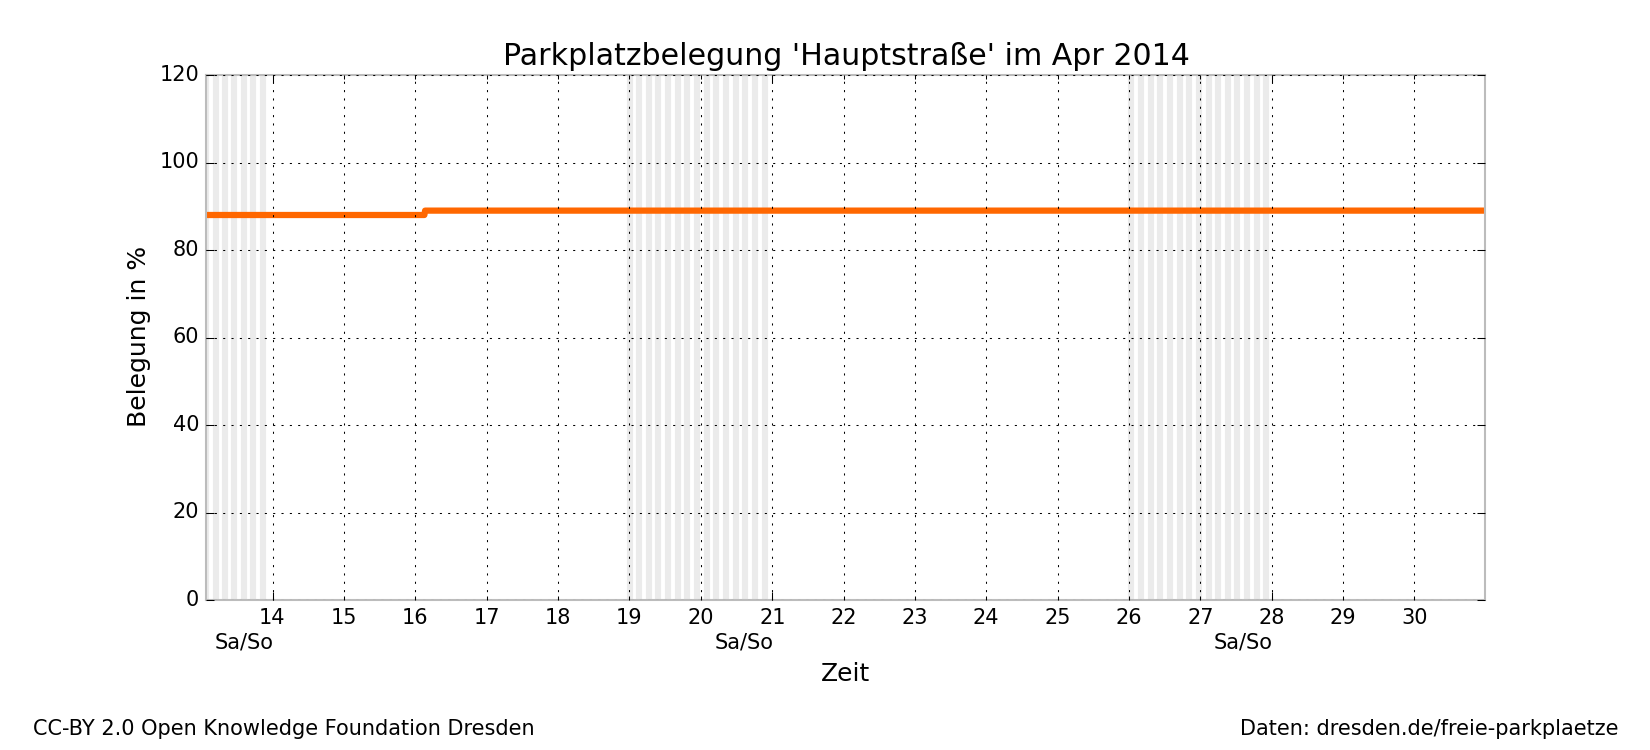 Parkplatzbelegung 'Hauptstraße' im Apr 2014
120
100
80
60
40
20
0
Belegung in %
14 15 16 17 18 19 20 21 22 23 24 25 26 27 28 29 30
Sa/So Sa/So Sa/So
Zeit
CC-BY 2.0 Open Knowledge Foundation Dresden
Daten: dresden.de/freie-parkplaetze